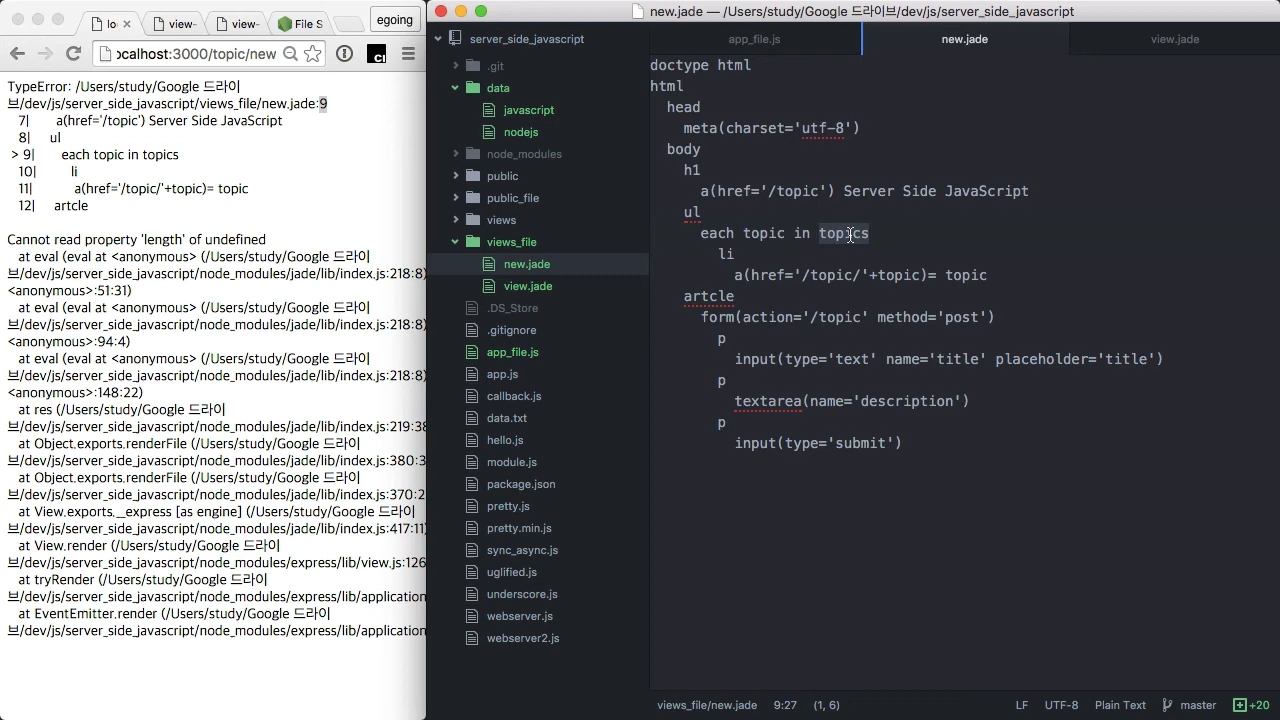 lo
view-
view-
File S
egoing
ocalhost:3000/topic/new
TypeError: /Users/study/Google 드라이
브/dev/js/server_side_javascript/views_file/new.jade:9
7| a(href='/topic') Server Side JavaScript
8| ul
> 9| each topic in topics
10| li
11| a(href='/topic/'+topic)= topic
12| artcle
Cannot read property 'length' of undefined
at eval (eval at <anonymous> (/Users/study/Google 드라이
브/dev/js/server_side_javascript/node_modules/jade/lib/index.js:218:8)
<anonymous>:51:31)
at eval (eval at <anonymous> (/Users/study/Google 드라이
브/dev/js/server_side_javascript/node_modules/jade/lib/index.js:218:8)
<anonymous>:94:4)
at eval (eval at <anonymous> (/Users/study/Google 드라이
브/dev/js/server_side_javascript/node_modules/jade/lib/index.js:218:8)
<anonymous>:148:22)
at res (/Users/study/Google 드라이
브/dev/js/server_side_javascript/node_modules/jade/lib/index.js:219:38
at Object.exports.renderFile (/Users/study/Google 드라이
브/dev/js/server_side_javascript/node_modules/jade/lib/index.js:380:3
at Object.exports.renderFile (/Users/study/Google 드라이
브/dev/js/server_side_javascript/node_modules/jade/lib/index.js:370:2
at View.exports.__express [as engine] (/Users/study/Google 드라이
브/dev/js/server_side_javascript/node_modules/jade/lib/index.js:417:11)
at View.render (/Users/study/Google 드라이
브/dev/js/server_side_javascript/node_modules/express/lib/view.js:126
at tryRender (/Users/study/Google 드라이
브/dev/js/server_side_javascript/node_modules/express/lib/application
at EventEmitter.render (/Users/study/Google 드라이
브/dev/js/server_side_javascript/node_modules/express/lib/application
new.jade — /Users/study/Google 드라이브/dev/js/server_side_javascript
server_side_javascript
.git
data
javascript
nodejs
node_modules
public
public_file
views
views_file
new.jade
view.jade
.DS_Store
.gitignore
app_file.js
app.js
callback.js
data.txt
hello.js
module.js
package.json
pretty.js
pretty.min.js
sync_async.js
uglified.js
underscore.js
webserver.js
webserver2.js
app_file.js
new.jade
view.jade
doctype html
html
head
meta(charset='utf-8')
body
h1
a(href='/topic') Server Side JavaScript
ul
each topic in topics
li
a(href='/topic/'+topic)= topic
artcle
form(action='/topic' method='post')
p
input(type='text' name='title' placeholder='title')
p
textarea(name='description')
p
input(type='submit')
views_file/new.jade 9:27 (1, 6) LF UTF-8 Plain Text master +20